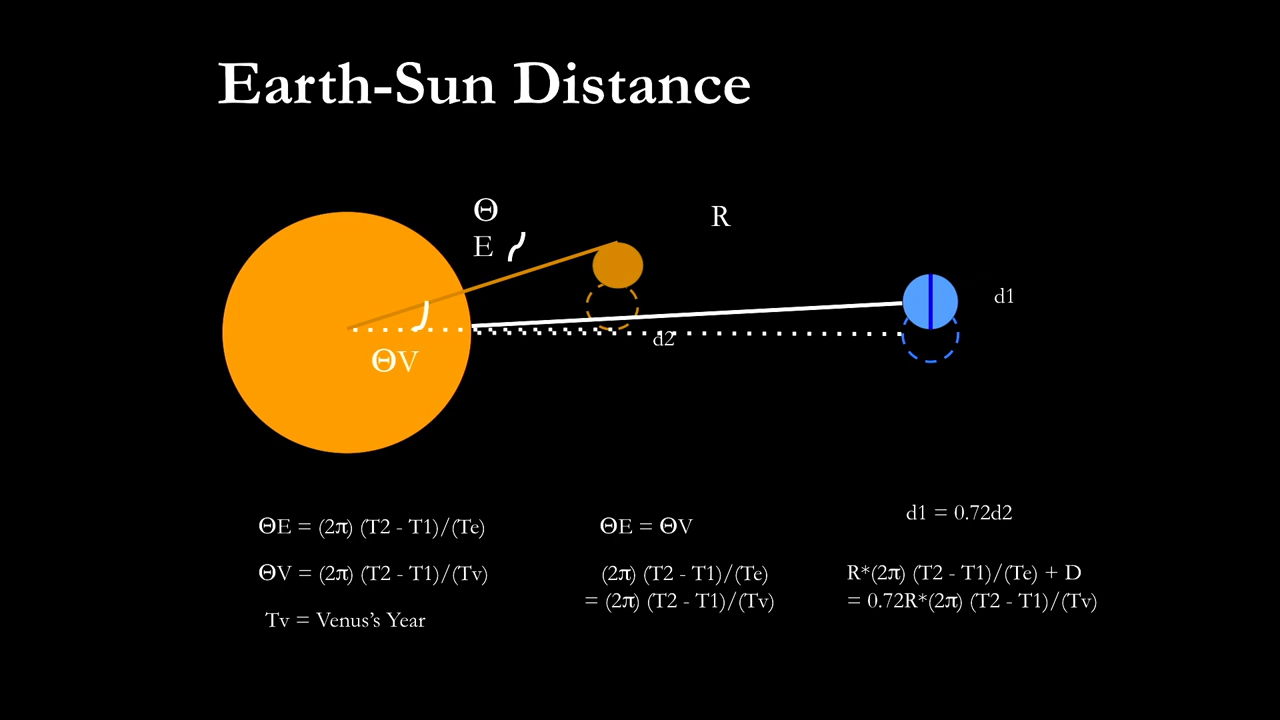 Earth-Sun Distance
Θ
E
R
d1
d2
ΘV
ΘE = (2π) (T2 - T1)/(Te)
ΘV = (2π) (T2 - T1)/(Tv)
Tv = Venus’s Year
ΘE = ΘV
(2π) (T2 - T1)/(Te)
= (2π) (T2 - T1)/(Tv)
d1 = 0.72d2
R*(2π) (T2 - T1)/(Te) + D
= 0.72R*(2π) (T2 - T1)/(Tv)